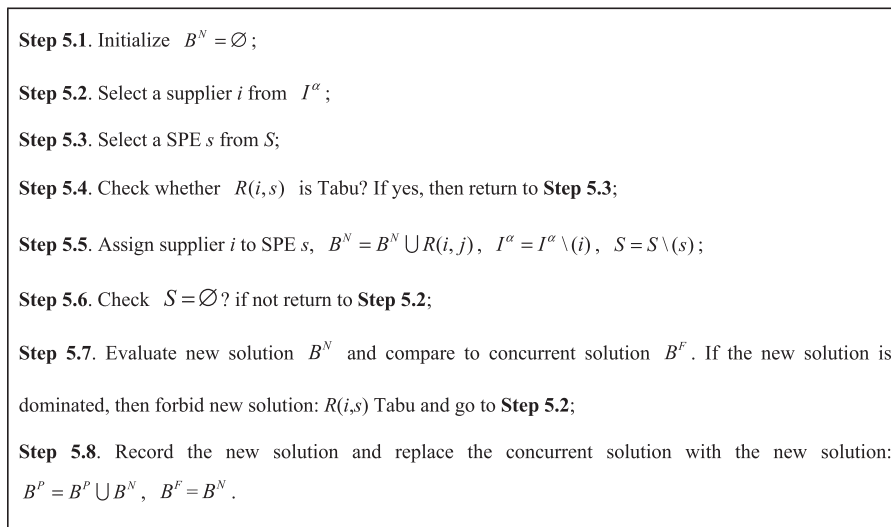 Step 5.1. Initialize B^N = ∅;
Step 5.2. Select a supplier i from I^α;
Step 5.3. Select a SPE s from S;
Step 5.4. Check whether R(i,s) is Tabu? If yes, then return to Step 5.3;
Step 5.5. Assign supplier i to SPE s, B^N = B^N ∪ R(i, j), I^α = I^α \ (i), S = S \ (s);
Step 5.6. Check S = ∅? if not return to Step 5.2;
Step 5.7. Evaluate new solution B^N and compare to concurrent solution B^F. If the new solution is
dominated, then forbid new solution: R(i,s) Tabu and go to Step 5.2;
Step 5.8. Record the new solution and replace the concurrent solution with the new solution:
B^P = B^P ∪ B^N, B^F = B^N.